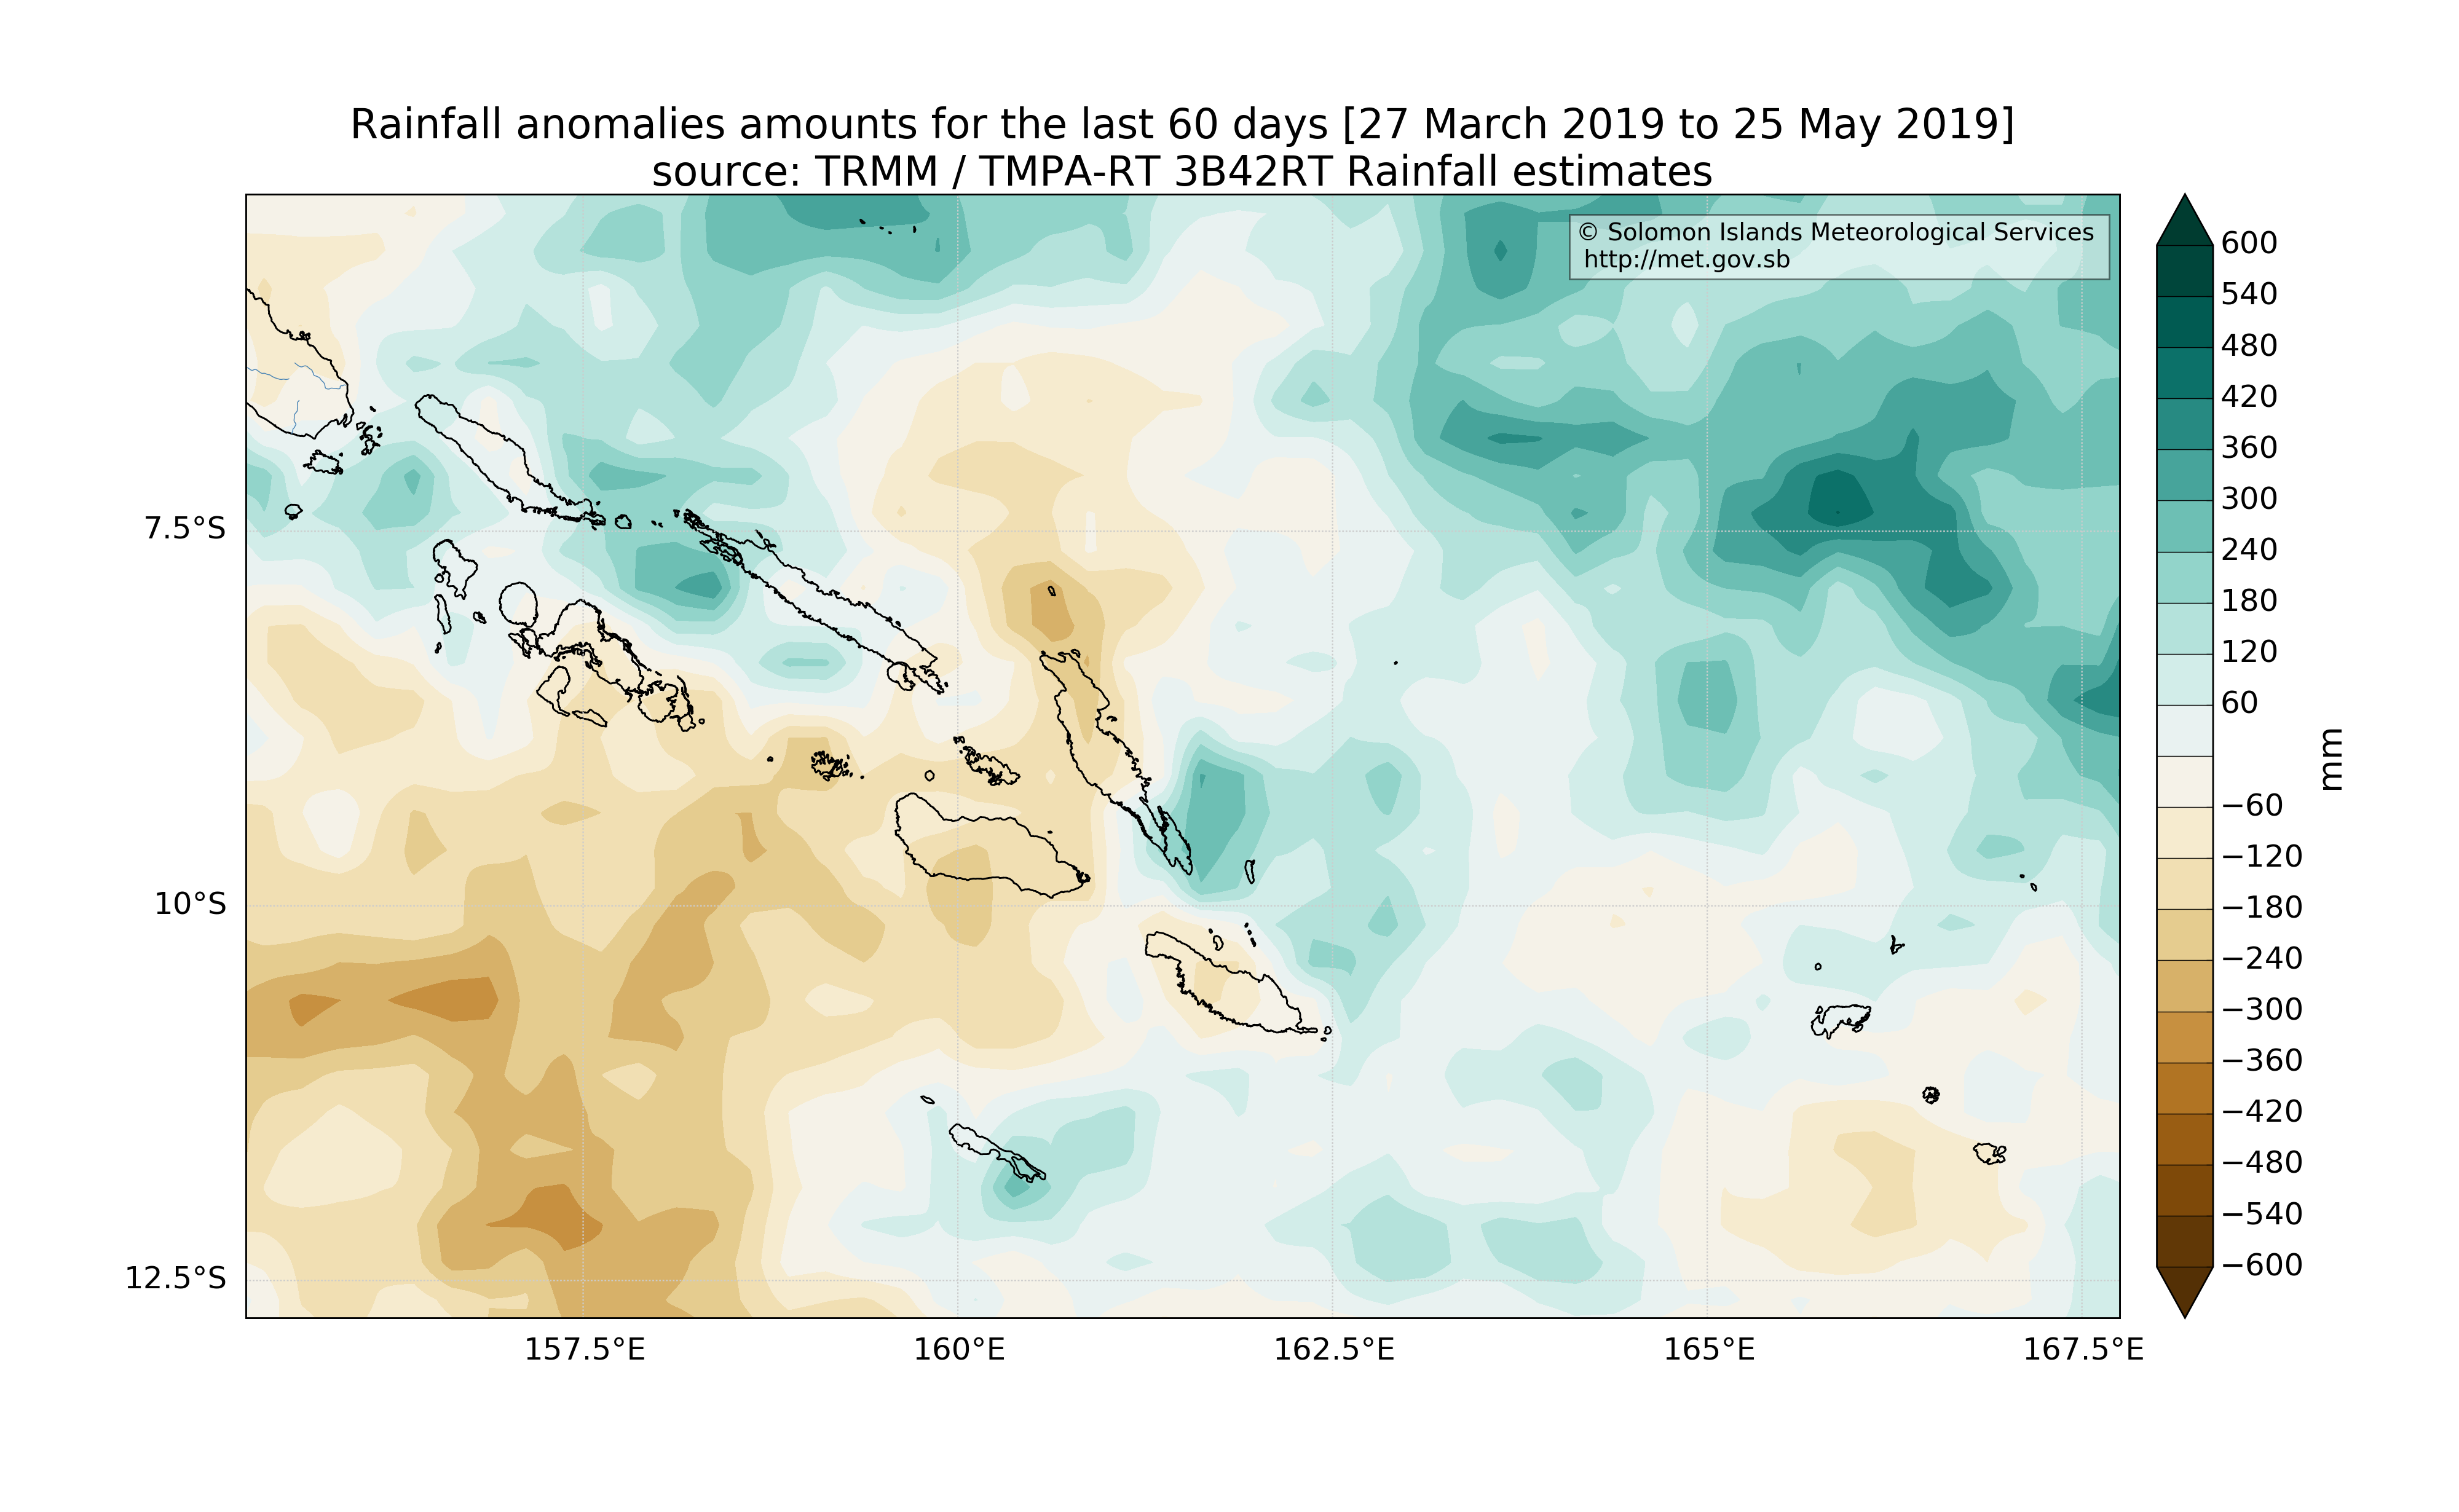 Rainfall anomalies amounts for the last 60 days [27 March 2019 to 25 May 2019]
source: TRMM / TMPA-RT 3B42RT Rainfall estimates
© Solomon Islands Meteorological Services
http://met.gov.sb
7.5°S
10°S
12.5°S
157.5°E
160°E
162.5°E
165°E
167.5°E
600
540
480
420
360
300
240
180
120
60
−60
−120
−180
−240
−300
−360
−420
−480
−540
−600
mm